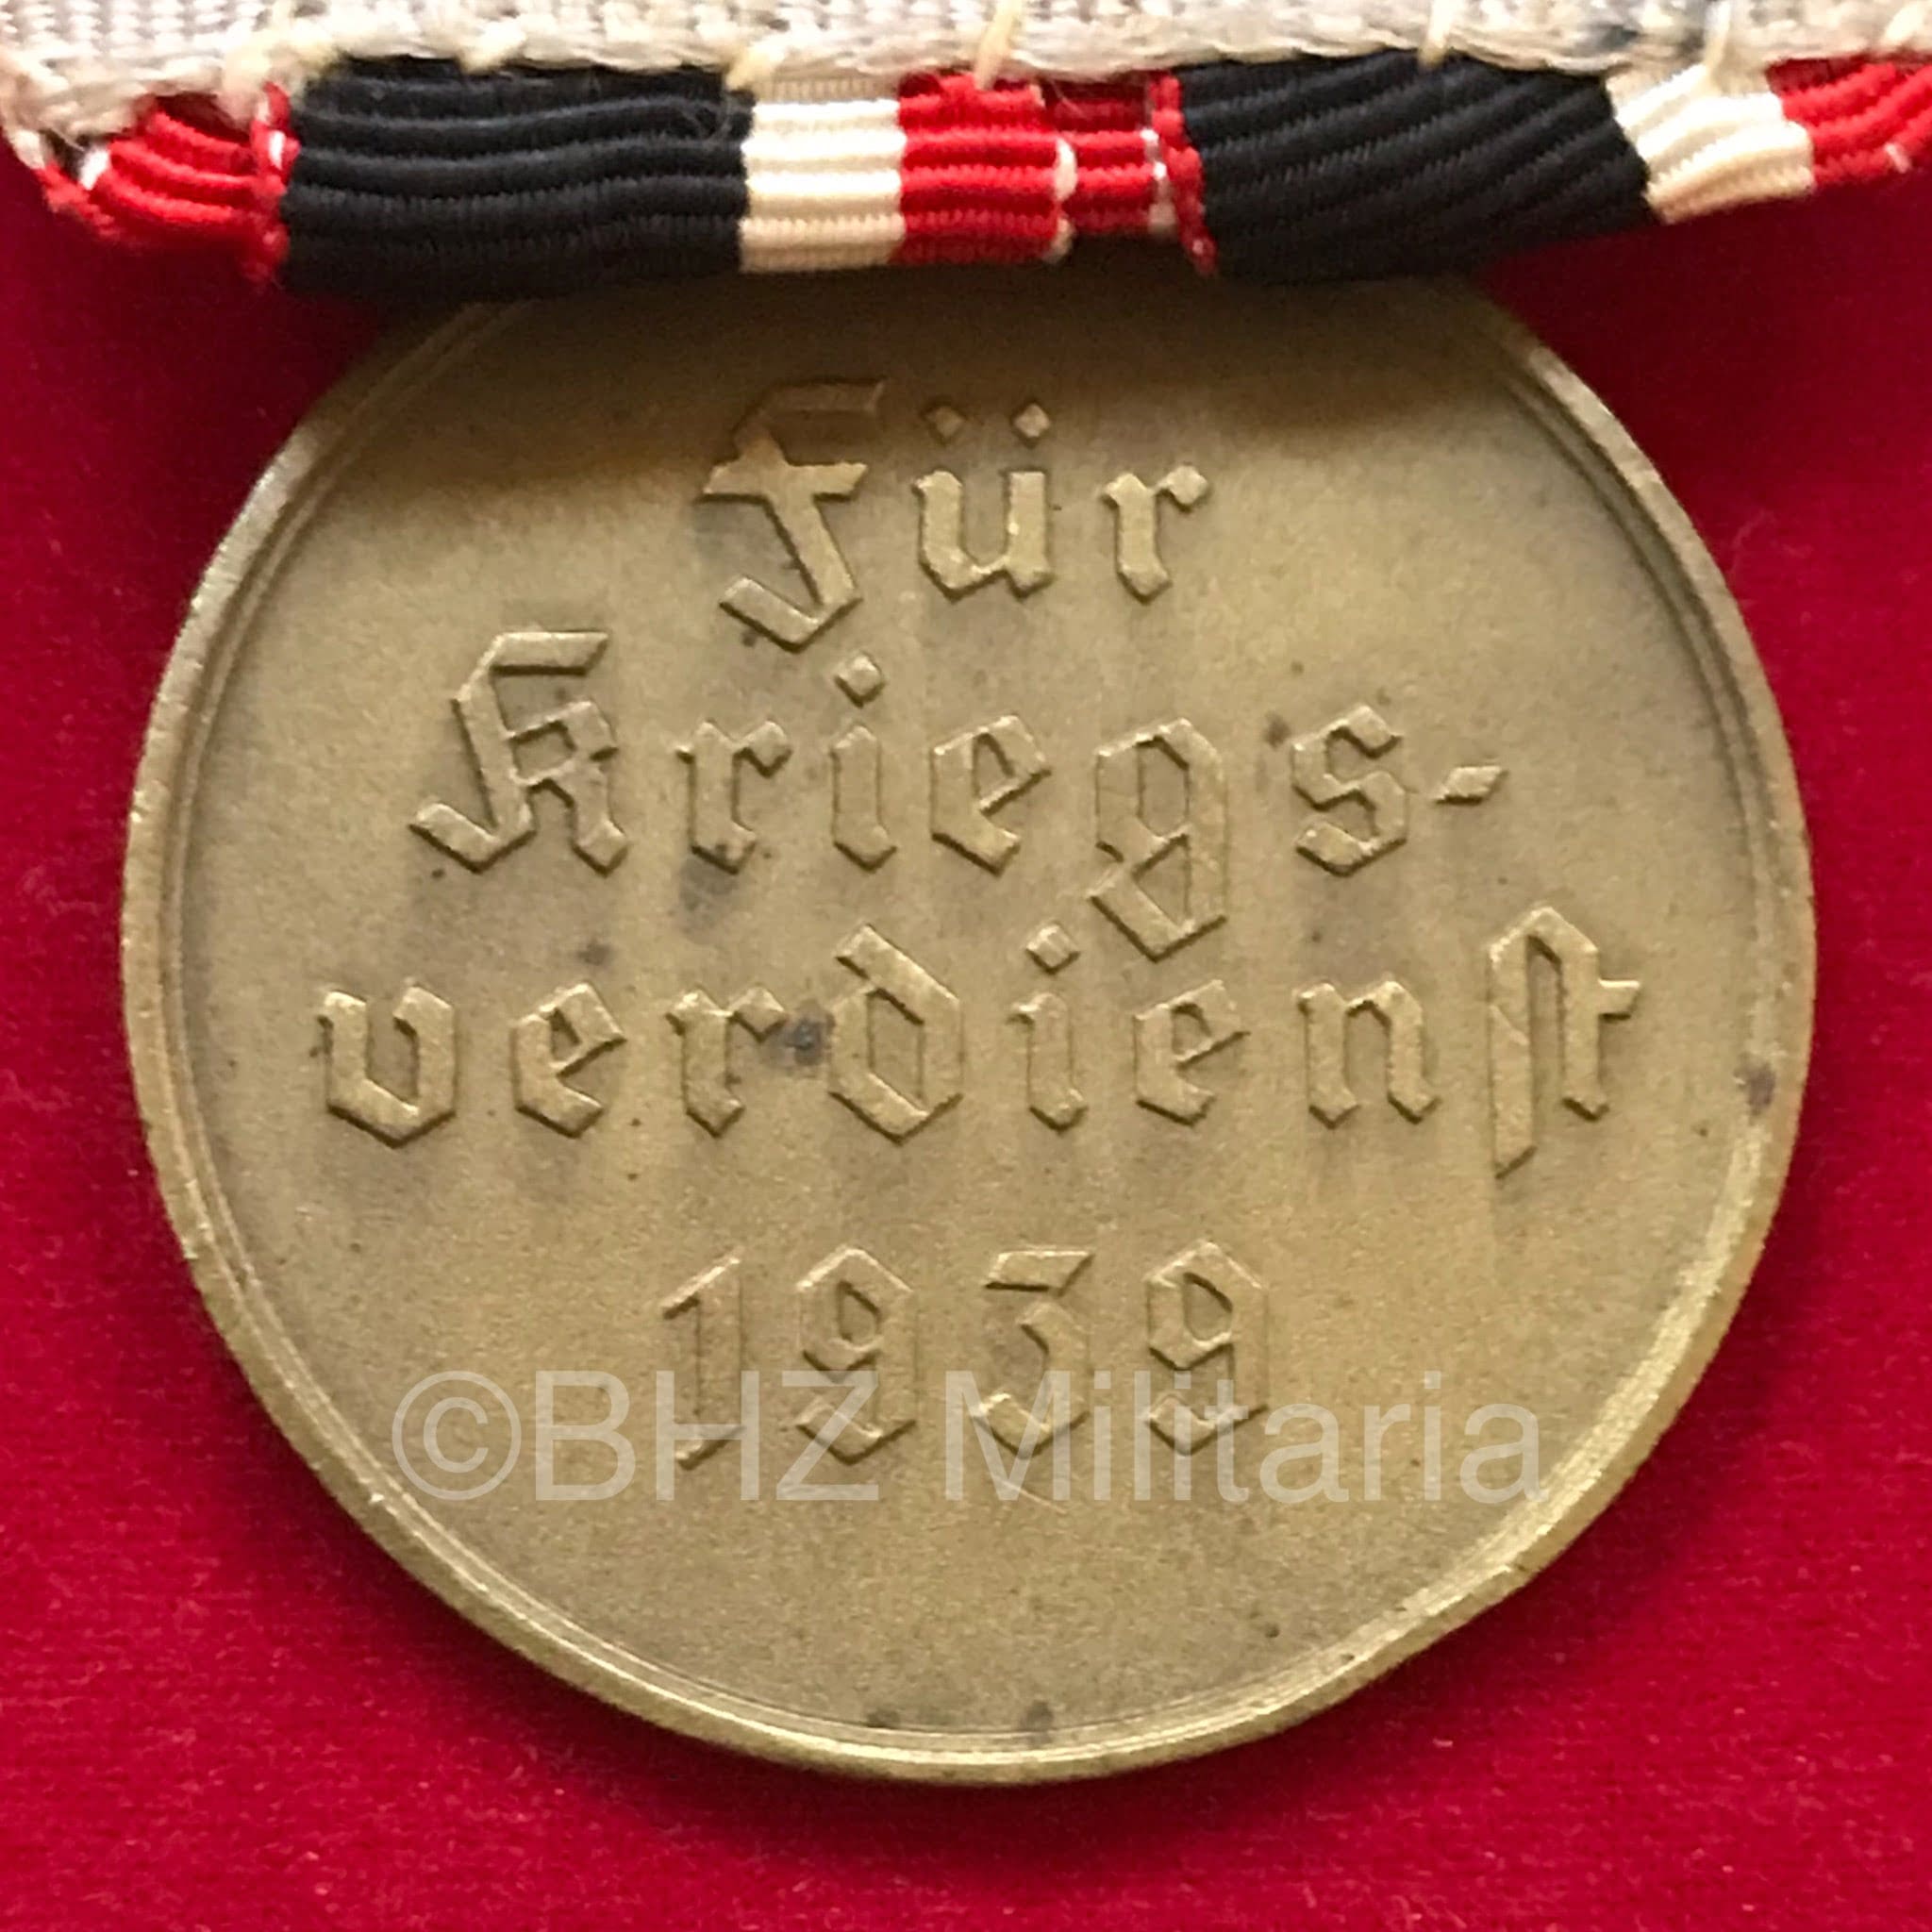 Für
Kriegs-
verdienst
1939
©BHZ Militaria